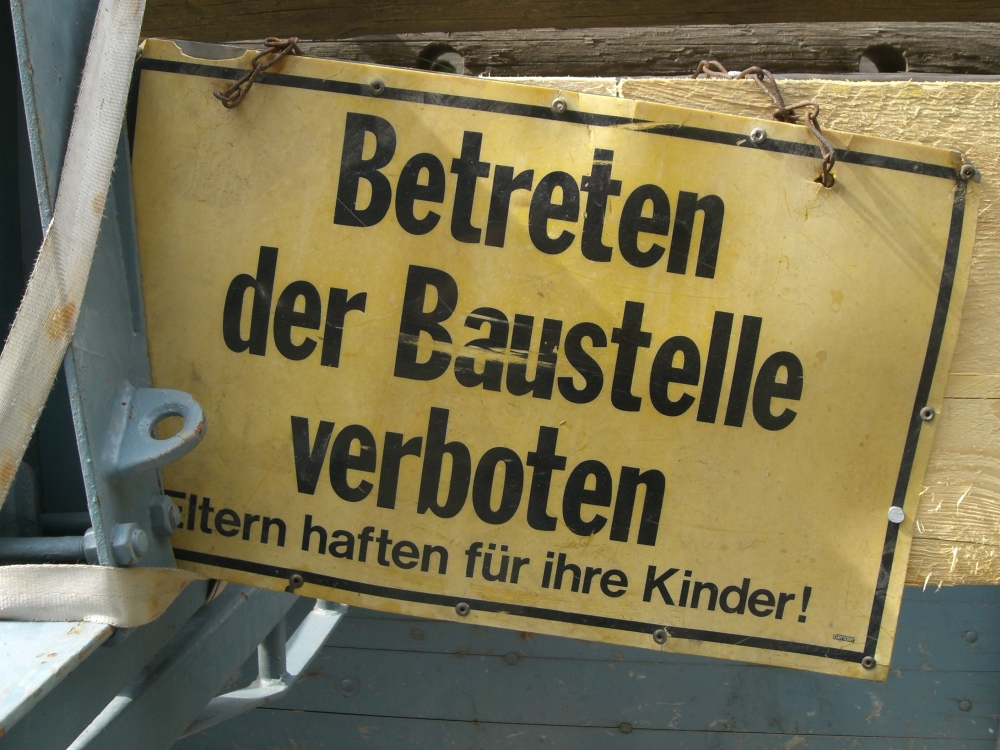 Betreten
der Baustelle
verboten
Eltern haften für ihre Kinder!